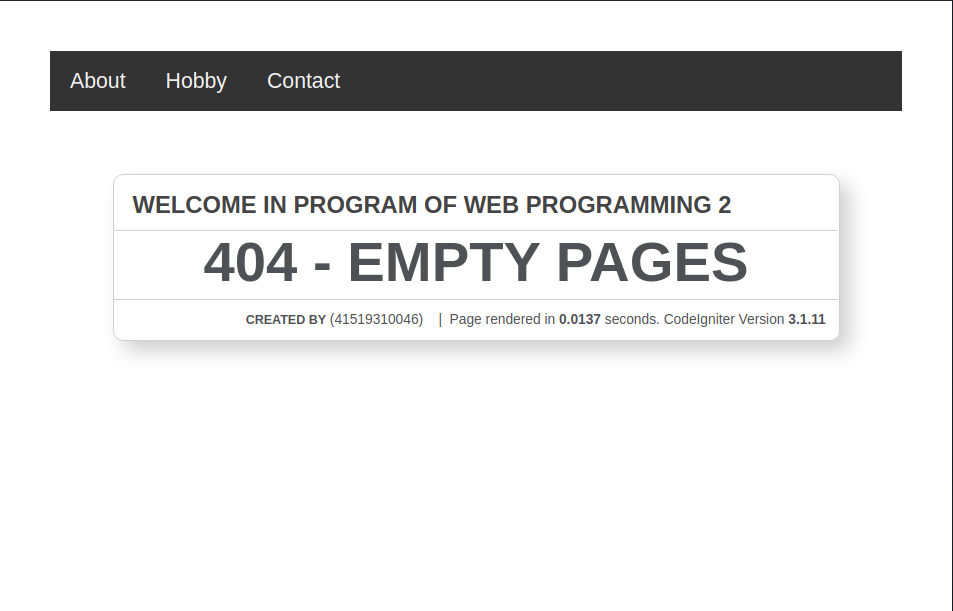 About Hobby Contact
WELCOME IN PROGRAM OF WEB PROGRAMMING 2
404 - EMPTY PAGES
CREATED BY (41519310046) | Page rendered in 0.0137 seconds. CodeIgniter Version 3.1.11